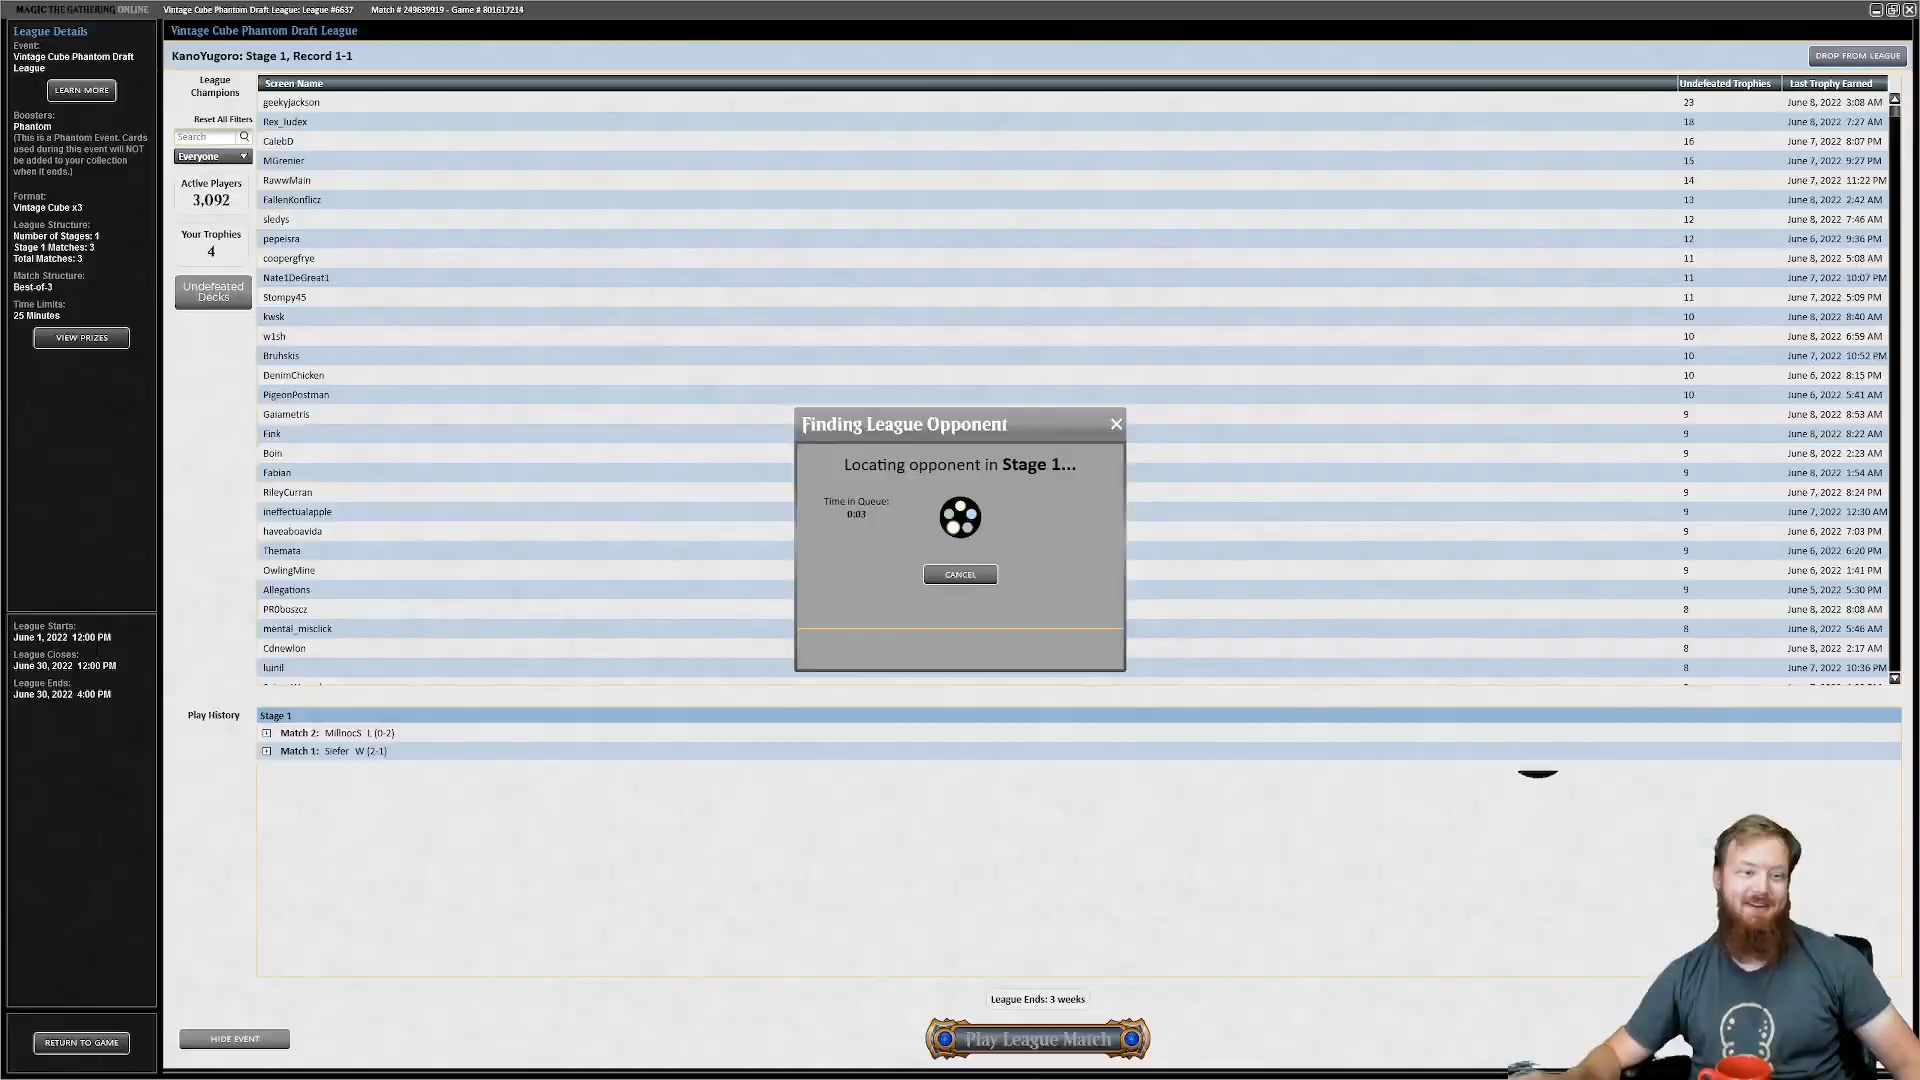 MAGIC THE GATHERING ONLINE
Vintage Cube Phantom Draft League: League #6637
Match # 249639919 - Game # 801617214
League Details
Event:
Vintage Cube Phantom Draft
League
LEARN MORE
Boosters:
Phantom
(This is a Phantom Event. Cards
used during this event will NOT
be added to your collection
when it ends.)
Format:
Vintage Cube x3
League Structure:
Number of Stages: 1
Stage 1 Matches: 3
Total Matches: 3
Match Structure:
Best-of-3
Time Limits:
25 Minutes
VIEW PRIZES
League Starts:
June 1, 2022 12:00 PM
League Closes:
June 30, 2022 12:00 PM
League Ends:
June 30, 2022 4:00 PM
RETURN TO GAME
Vintage Cube Phantom Draft League
KanoYugoro: Stage 1, Record 1-1
DROP FROM LEAGUE
League
Champions
Reset All Filters
Search
Everyone
Active Players
3,092
Your Trophies
4
Undefeated
Decks
Screen Name Undefeated Trophies Last Trophy Earned
geekyjackson 23 June 8, 2022 3:08 AM
Rex_Iudex 18 June 8, 2022 7:27 AM
CalebD 16 June 7, 2022 8:07 PM
MGrenier 15 June 7, 2022 9:27 PM
RawwMain 14 June 7, 2022 11:22 PM
FallenKonflicz 13 June 8, 2022 2:42 AM
sledys 12 June 8, 2022 7:46 AM
pepeisra 12 June 6, 2022 9:36 PM
coopergfrye 11 June 8, 2022 5:08 AM
Nate1DeGreat1 11 June 7, 2022 10:07 PM
Stompy45 11 June 7, 2022 5:09 PM
kwsk 10 June 8, 2022 8:40 AM
w1sh 10 June 8, 2022 6:59 AM
Bruhskis 10 June 7, 2022 10:52 PM
DenimChicken 10 June 6, 2022 8:15 PM
PigeonPostman 10 June 6, 2022 5:41 AM
Gaiametris 9 June 8, 2022 8:53 AM
Fink 9 June 8, 2022 8:22 AM
Boin 9 June 8, 2022 2:23 AM
Fabian 9 June 8, 2022 1:54 AM
RileyCurran 9 June 7, 2022 8:24 PM
ineffectualapple 9 June 7, 2022 12:30 AM
haveaboavida 9 June 6, 2022 7:03 PM
Themata 9 June 6, 2022 6:20 PM
OwlingMine 9 June 6, 2022 1:41 PM
Allegations 9 June 5, 2022 5:30 PM
PR0boszcz 8 June 8, 2022 8:08 AM
mental_misclick 8 June 8, 2022 5:46 AM
Cdnewlon 8 June 8, 2022 2:17 AM
luinil 8 June 7, 2022 10:36 PM
Finding League Opponent
Locating opponent in Stage 1...
Time in Queue:
0:03
CANCEL
Play History
Stage 1
Match 2: MillnocS L (0-2)
Match 1: Siefer W (2-1)
League Ends: 3 weeks
HIDE EVENT
Play League Match